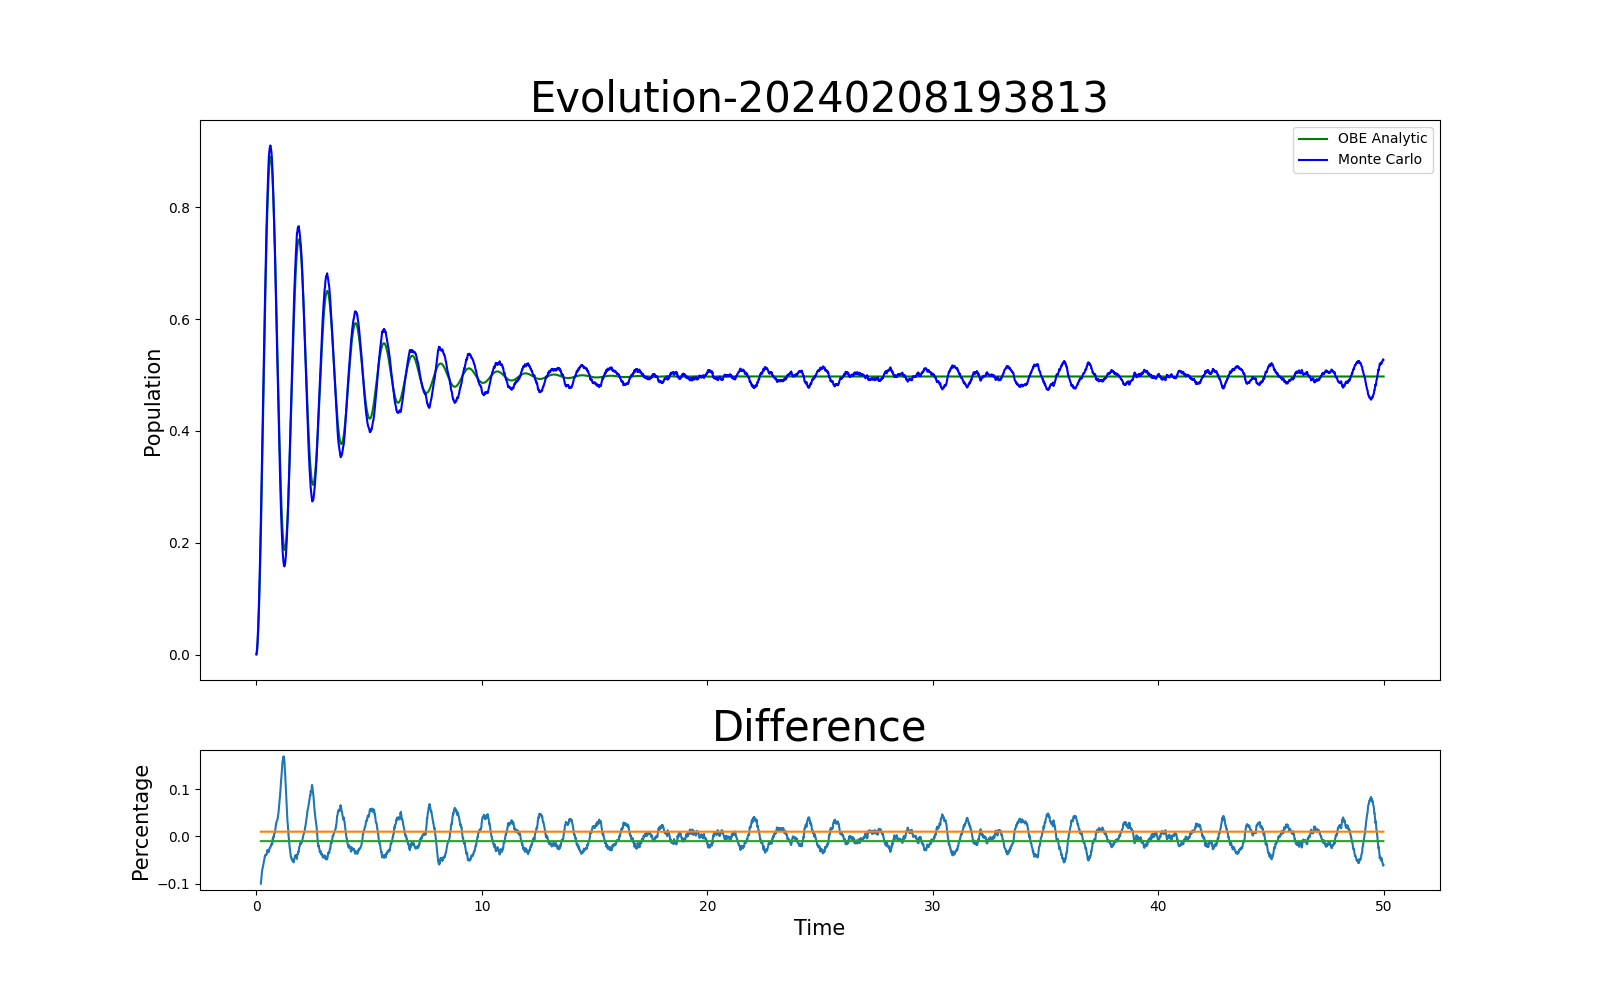 Evolution-20240208193813
OBE Analytic
Monte Carlo
Population
0.8
0.6
0.4
0.2
0.0
Difference
Percentage
0.1
0.0
−0.1
0 10 20 30 40 50
Time